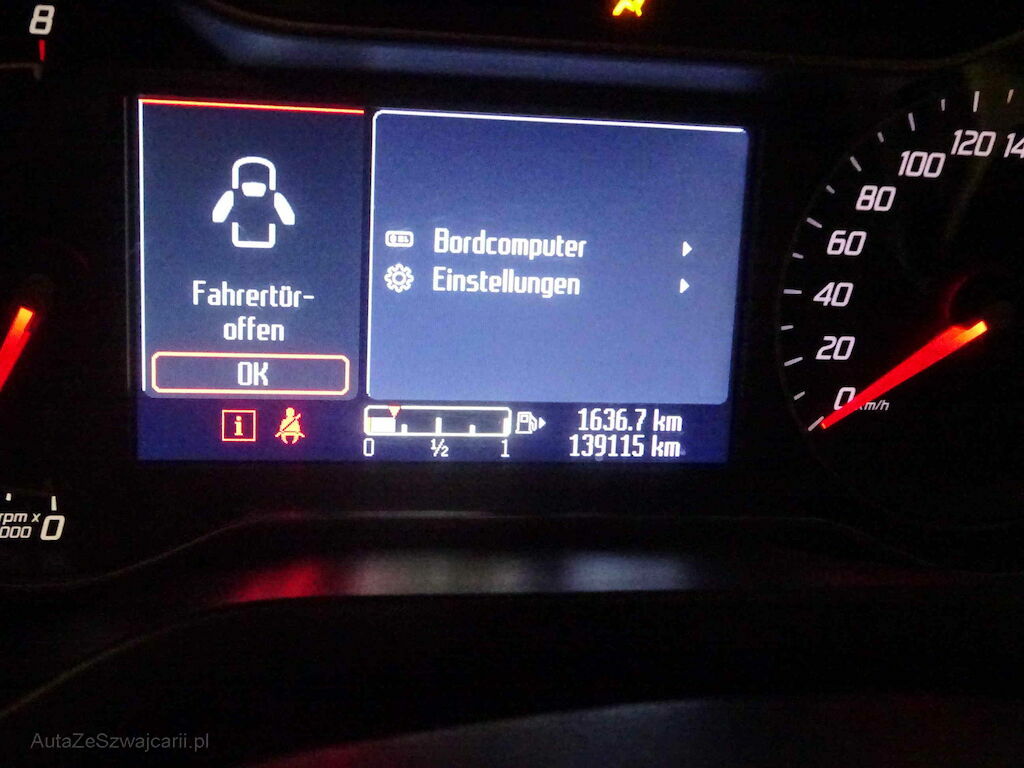 8
120 14
100
80
60
40
20
0 km/h
Fahrertür-
offen
OK
Bordcomputer
Einstellungen
i
0 ½ 1
1636.7 km
139115 km
rpm x
000 0
AutaZeSzwajcarii.pl